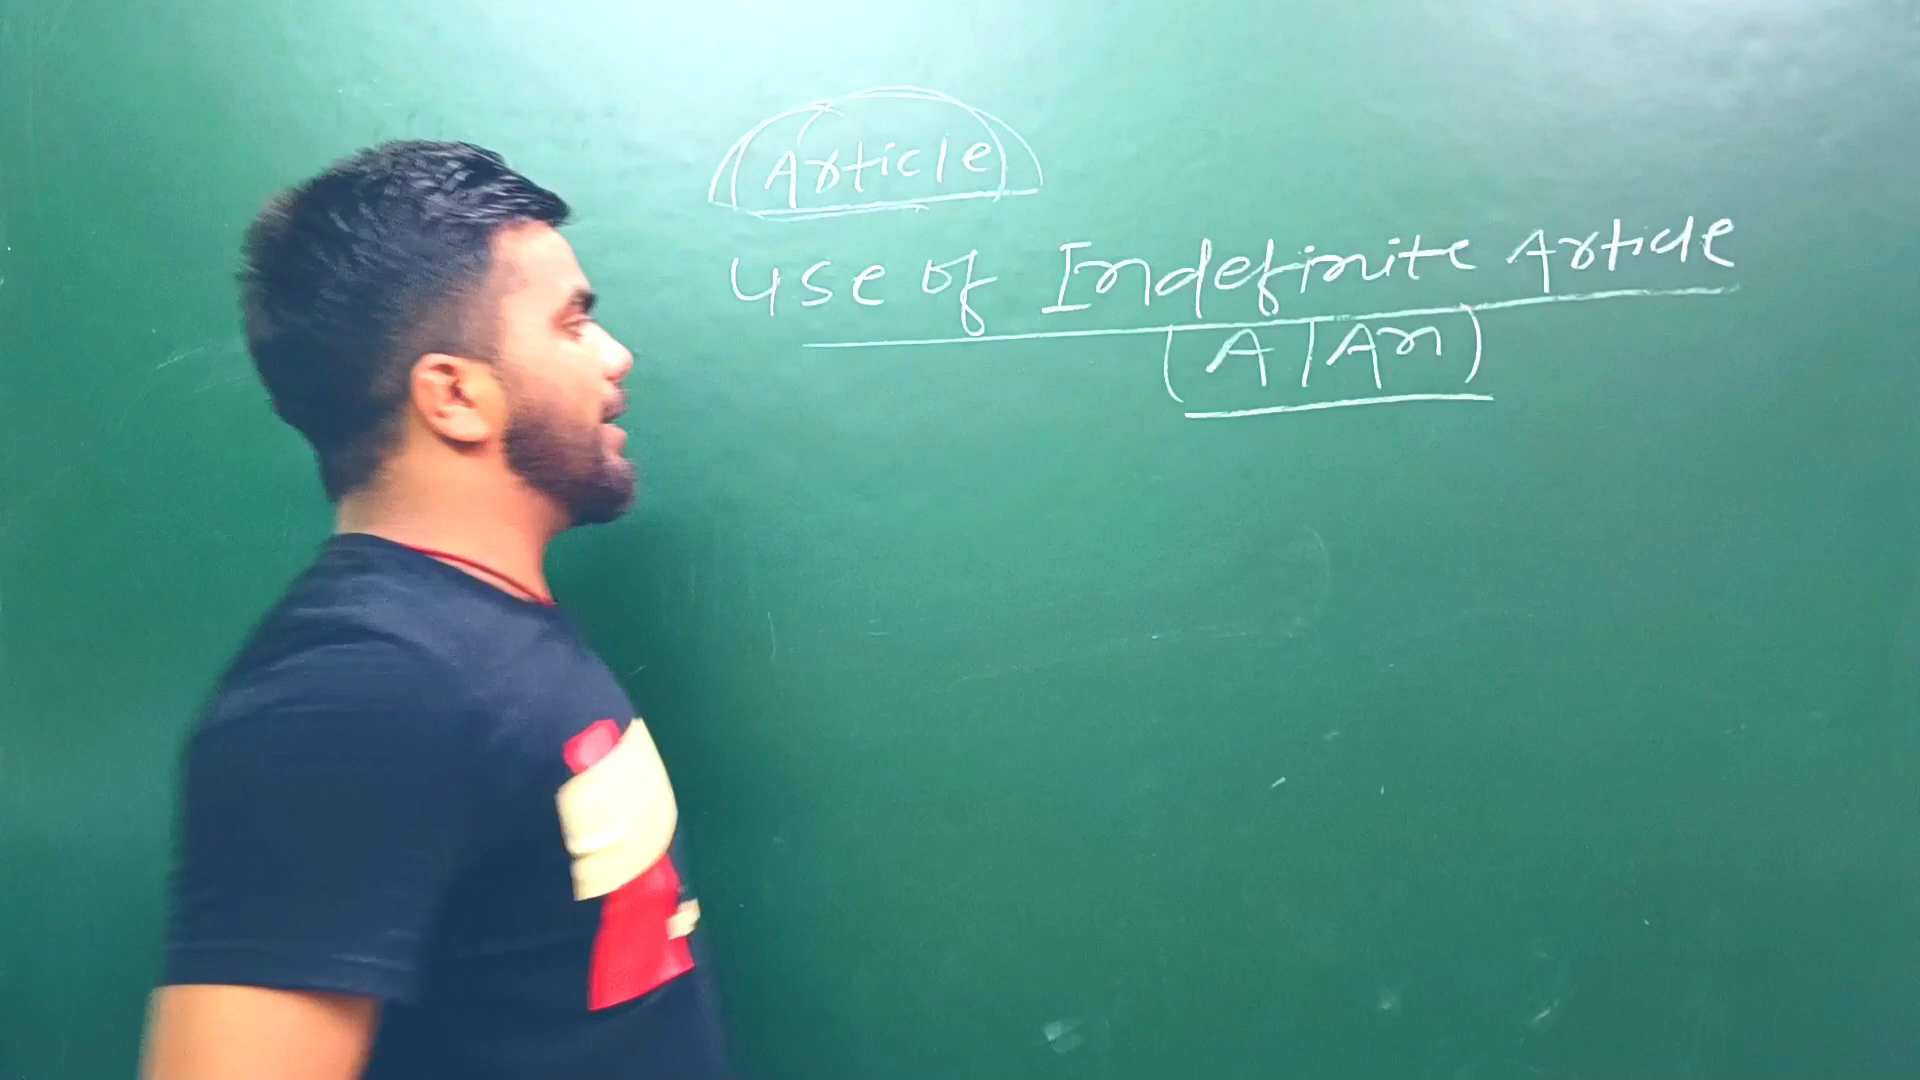 Article
Use of Indefinite Article
(A/An)